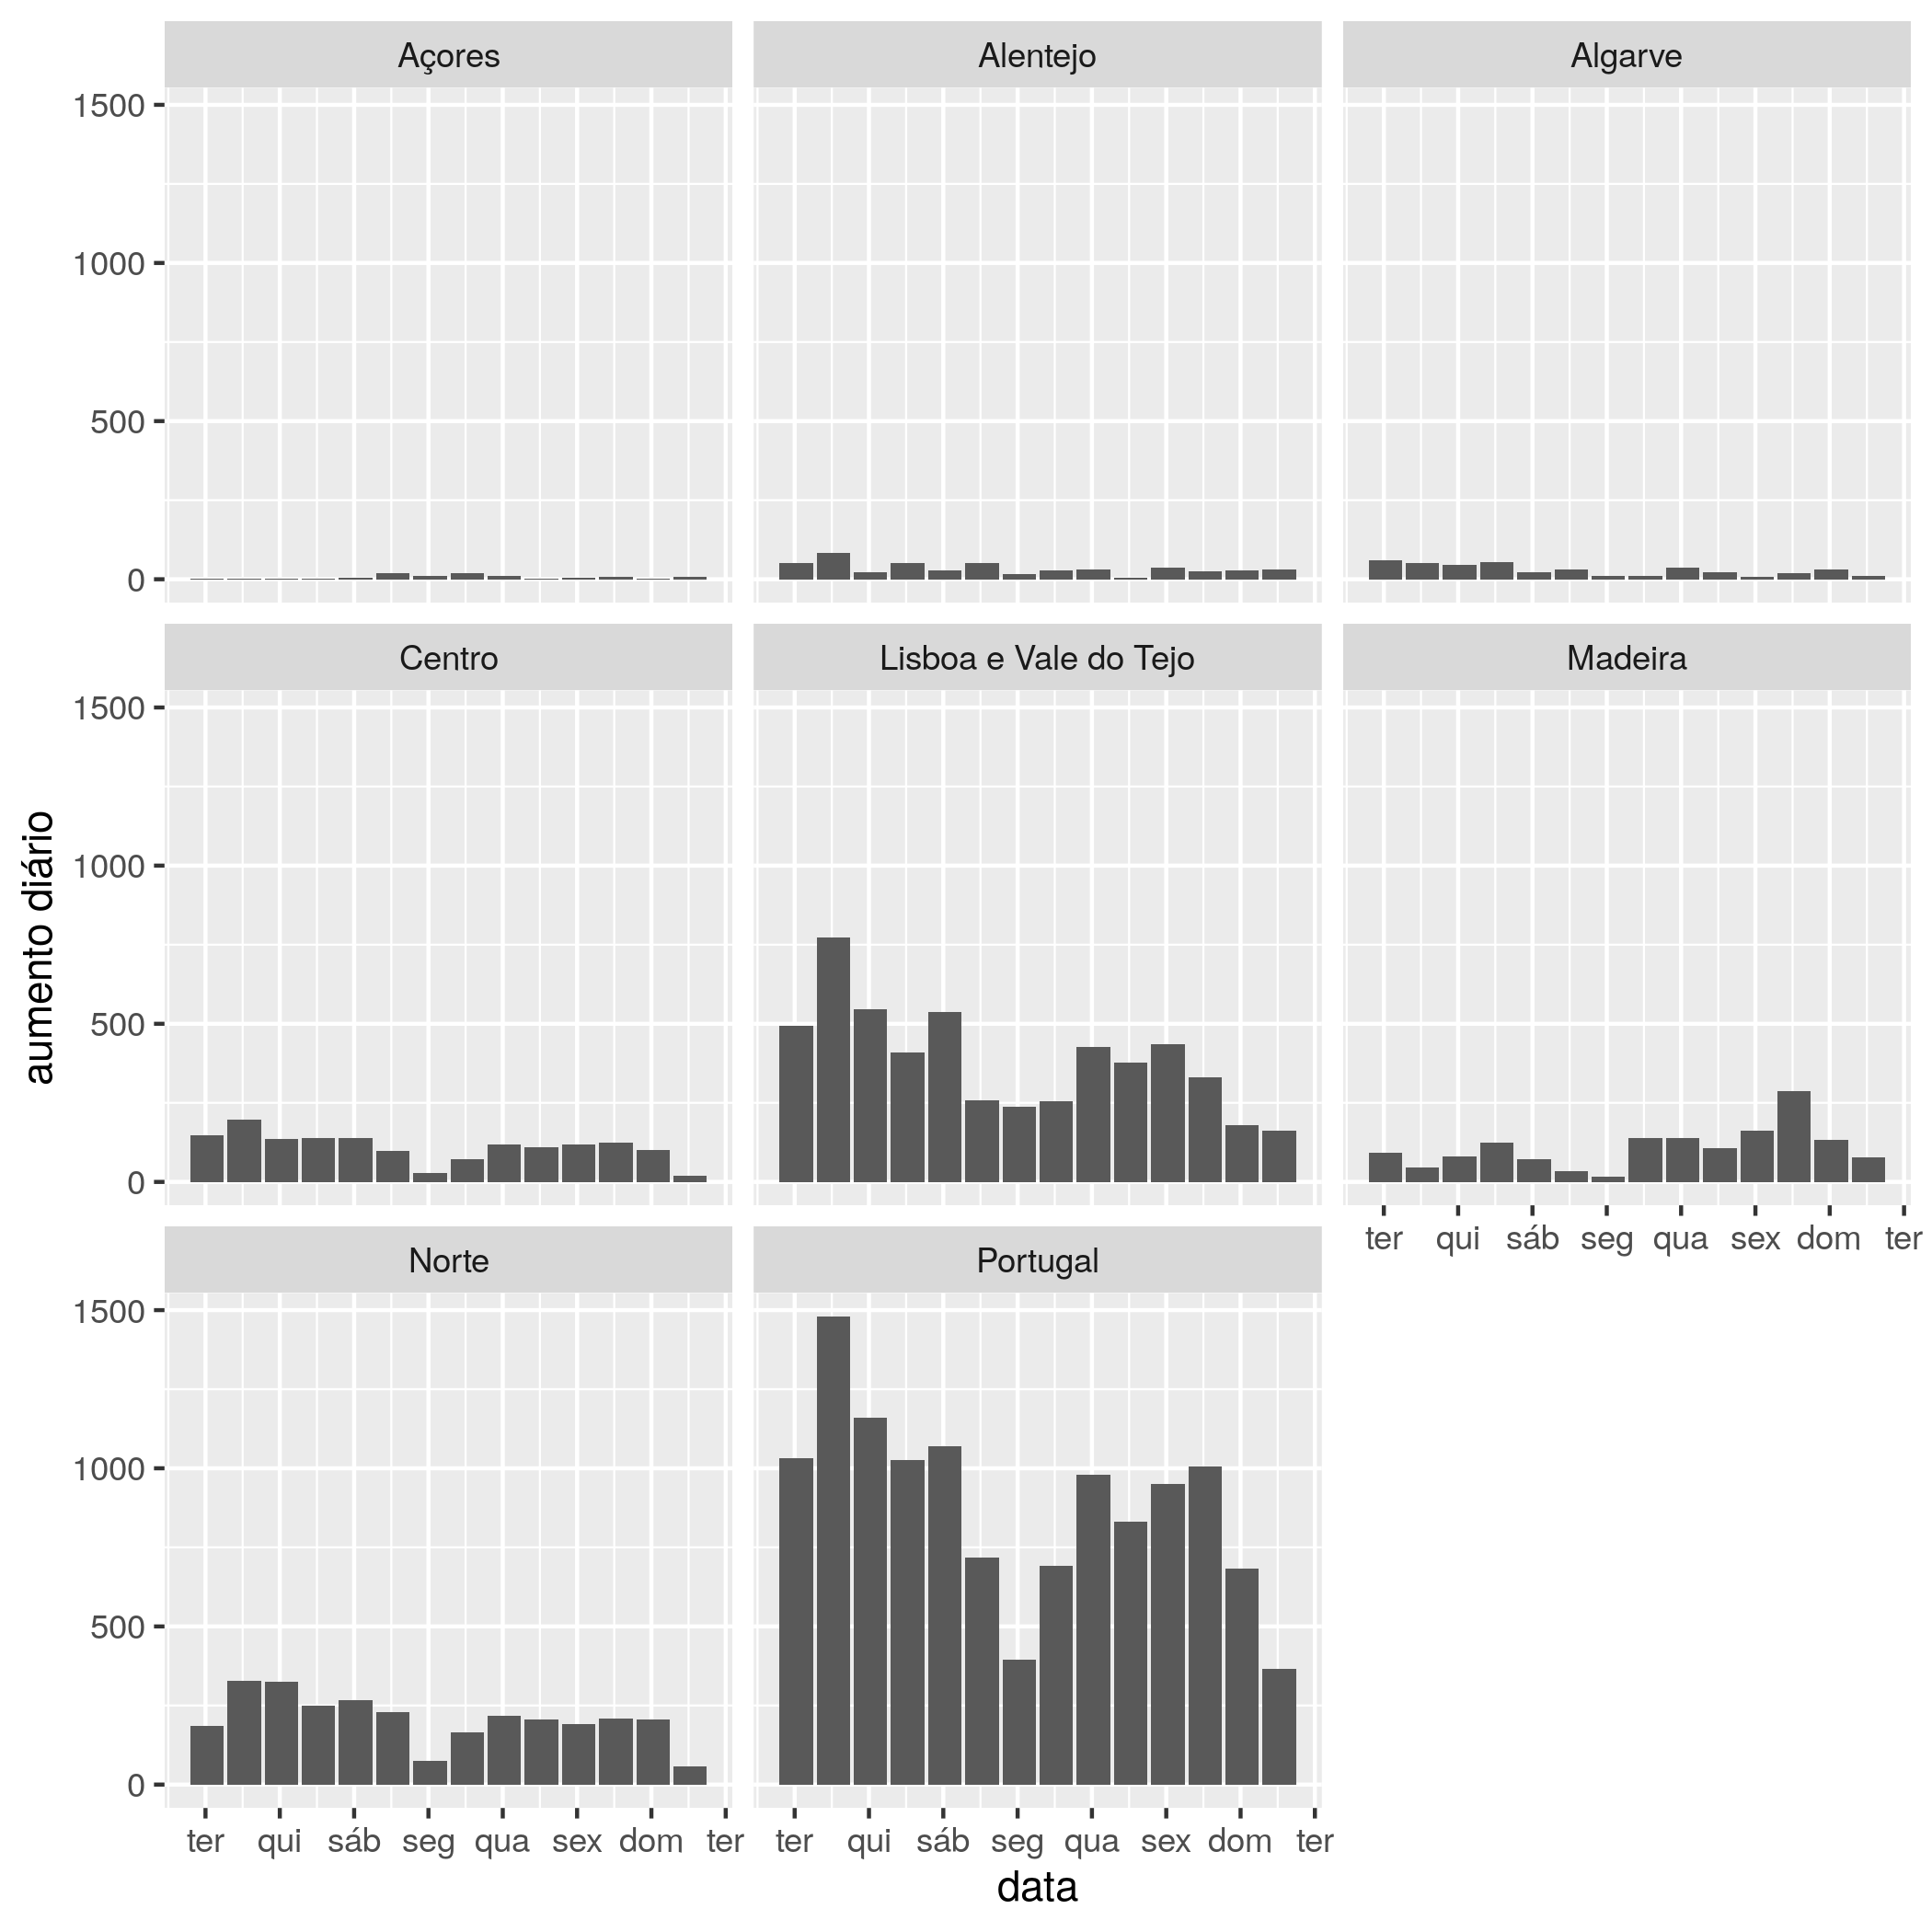 Açores Alentejo Algarve
1500
1000
500
0
Centro Lisboa e Vale do Tejo Madeira
1500
1000
500
0
ter qui sáb seg qua sex dom ter
Norte Portugal
1500
1000
500
0
ter qui sáb seg qua sex dom ter ter qui sáb seg qua sex dom ter
data
aumento diário